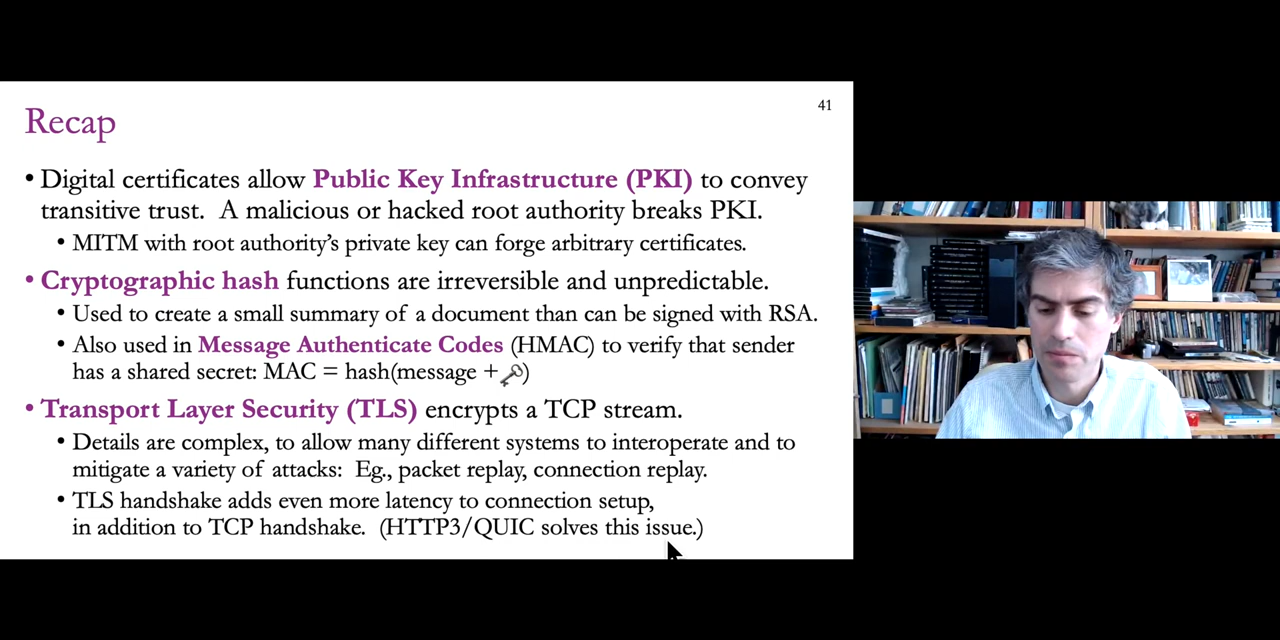 41
Recap
• Digital certificates allow Public Key Infrastructure (PKI) to convey
transitive trust. A malicious or hacked root authority breaks PKI.
• MITM with root authority’s private key can forge arbitrary certificates.
• Cryptographic hash functions are irreversible and unpredictable.
• Used to create a small summary of a document than can be signed with RSA.
• Also used in Message Authenticate Codes (HMAC) to verify that sender
has a shared secret: MAC = hash(message + )
• Transport Layer Security (TLS) encrypts a TCP stream.
• Details are complex, to allow many different systems to interoperate and to
mitigate a variety of attacks: Eg., packet replay, connection replay.
• TLS handshake adds even more latency to connection setup,
in addition to TCP handshake. (HTTP3/QUIC solves this issue.)